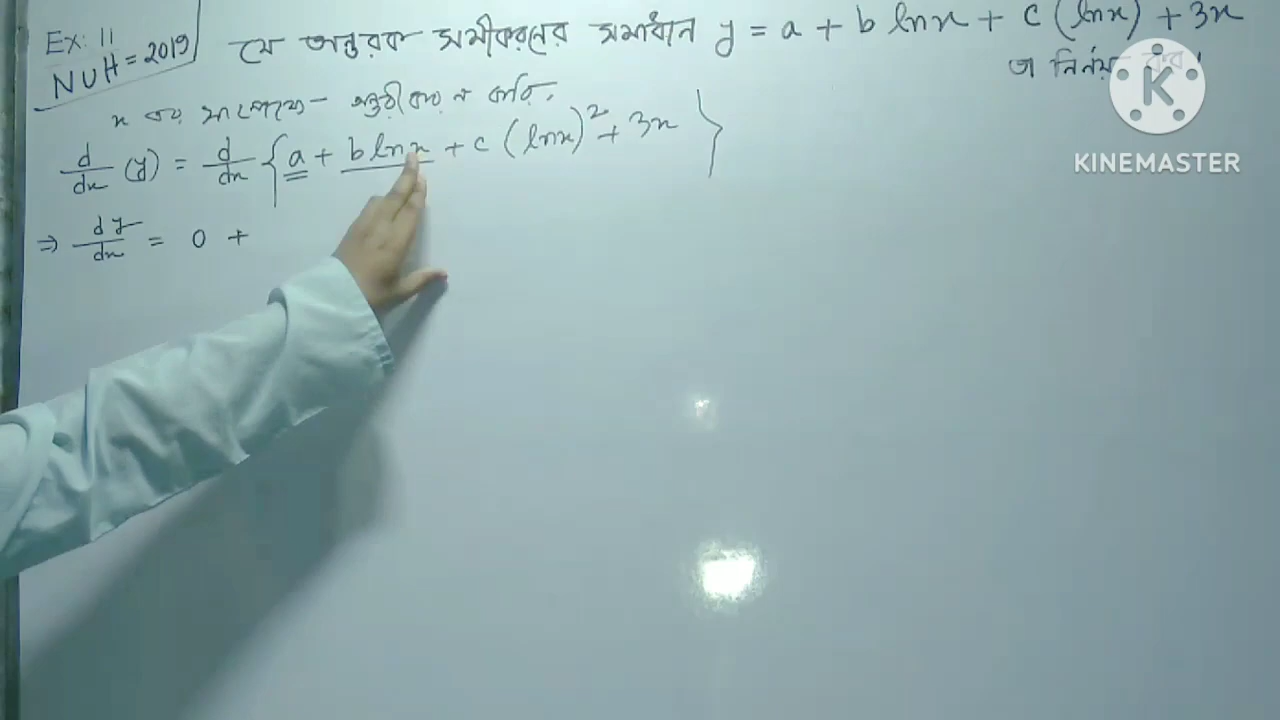 Ex: 11
NUH = 2019
যে অন্তরক সমীকরণের সমাধান y = a + b lnx + c (lnx) + 3x
তা নির্ণয় কর।
x এর সাপেক্ষে - অন্তরীকরণ করি,
d/dx (y) = d/dx { a + b lnx + c (lnx)² + 3x }
⇒ dy/dx = 0 +
K
KINEMASTER